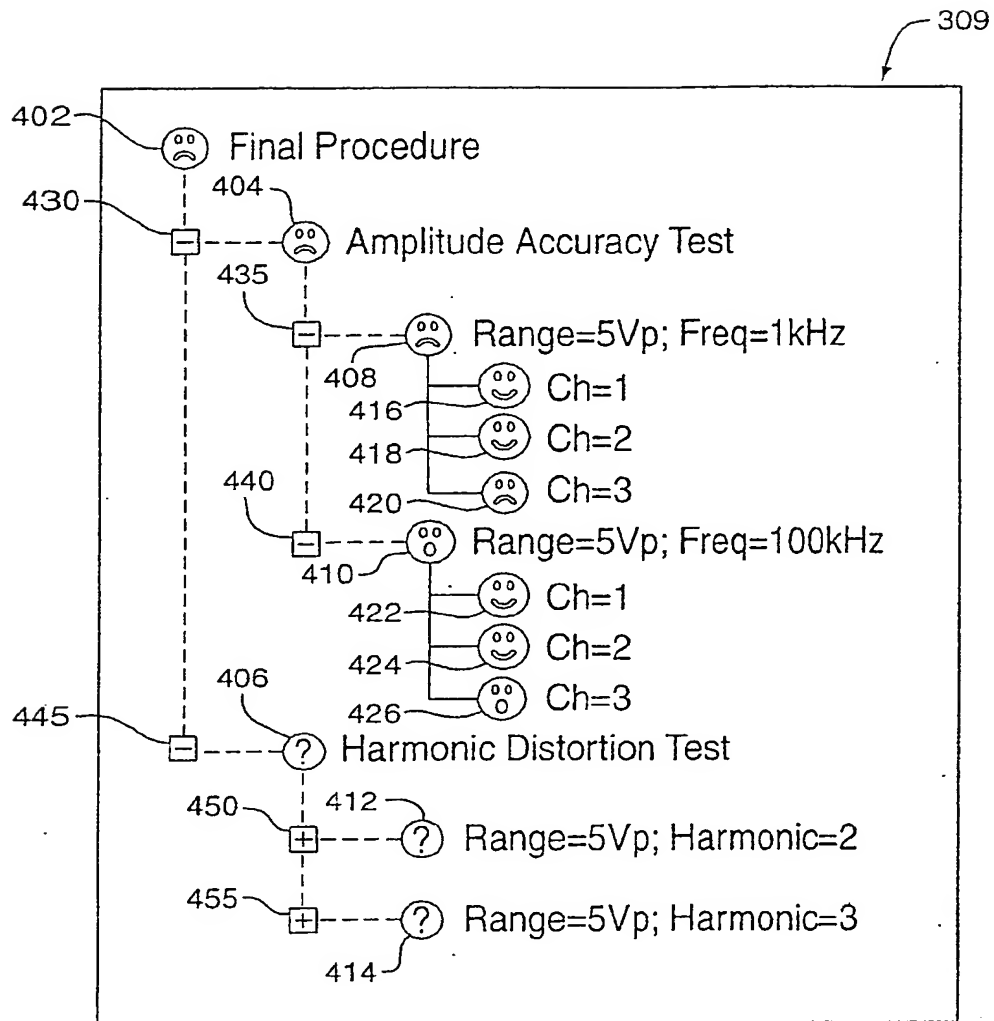 309
402 Final Procedure
404
430 − Amplitude Accuracy Test
435
− Range=5Vp; Freq=1kHz
408
Ch=1
416
Ch=2
418
440
Ch=3
420
− Range=5Vp; Freq=100kHz
410
Ch=1
422
Ch=2
424
406
Ch=3
426
445 − ? Harmonic Distortion Test
450
412
+ ? Range=5Vp; Harmonic=2
455
+ ? Range=5Vp; Harmonic=3
414